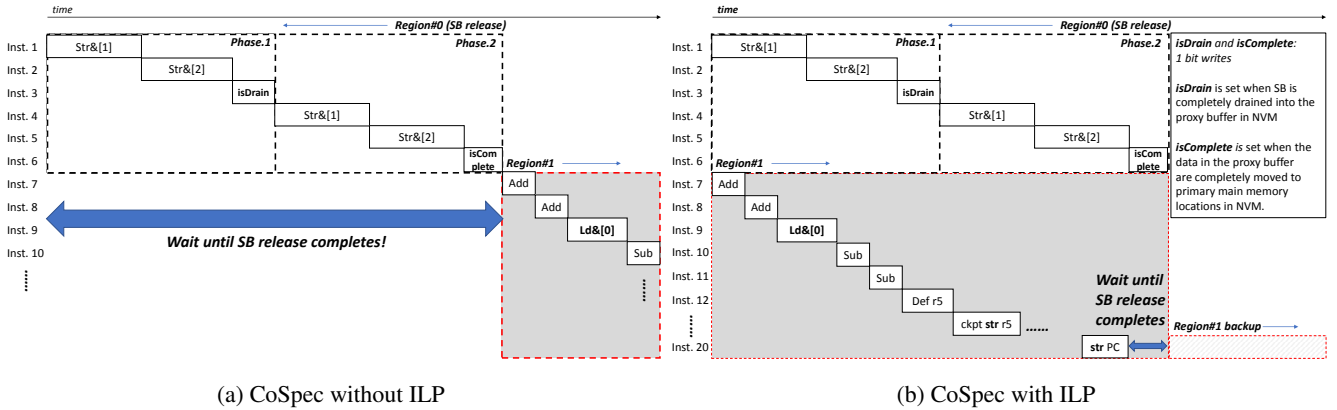 time
Region#0 (SB release)
Phase.1
Phase.2
Inst. 1
Str&[1]
Inst. 2
Str&[2]
Inst. 3
isDrain
Inst. 4
Str&[1]
Inst. 5
Str&[2]
Inst. 6
isCom
plete
Region#1
Inst. 7
Add
Inst. 8
Add
Inst. 9
Ld&[0]
Inst. 10
Sub
Wait until SB release completes!
(a) CoSpec without ILP
time
Region#0 (SB release)
Phase.1
Phase.2
Inst. 1
Str&[1]
Inst. 2
Str&[2]
Inst. 3
isDrain
Inst. 4
Str&[1]
Inst. 5
Str&[2]
Inst. 6
isComp
plete
Region#1
Inst. 7
Add
Inst. 8
Add
Inst. 9
Ld&[0]
Inst. 10
Sub
Inst. 11
Sub
Inst. 12
Def r5
ckpt str r5
......
Inst. 20
str PC
Wait until
SB release
completes
Region#1 backup
isDrain and isComplete:
1 bit writes
isDrain is set when SB is
completely drained into the
proxy buffer in NVM
isComplete is set when the
data in the proxy buffer
are completely moved to
primary main memory
locations in NVM.
(b) CoSpec with ILP